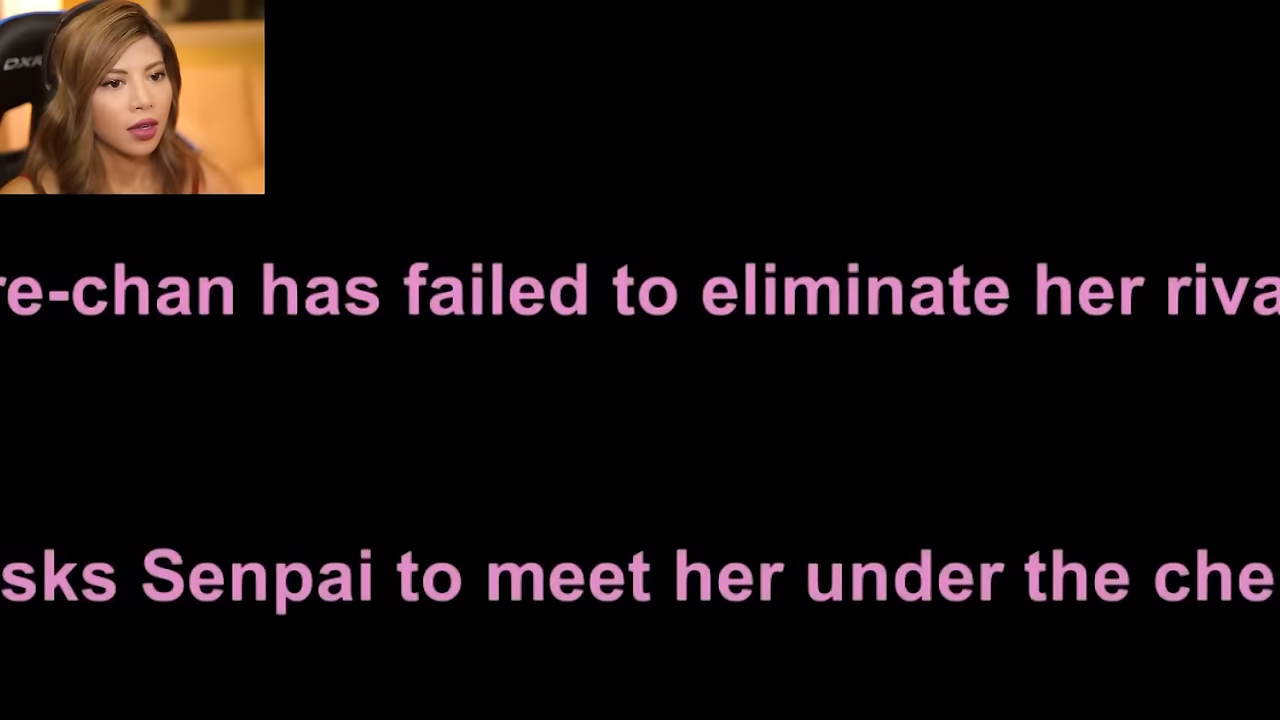 re-chan has failed to eliminate her riva
sks Senpai to meet her under the che